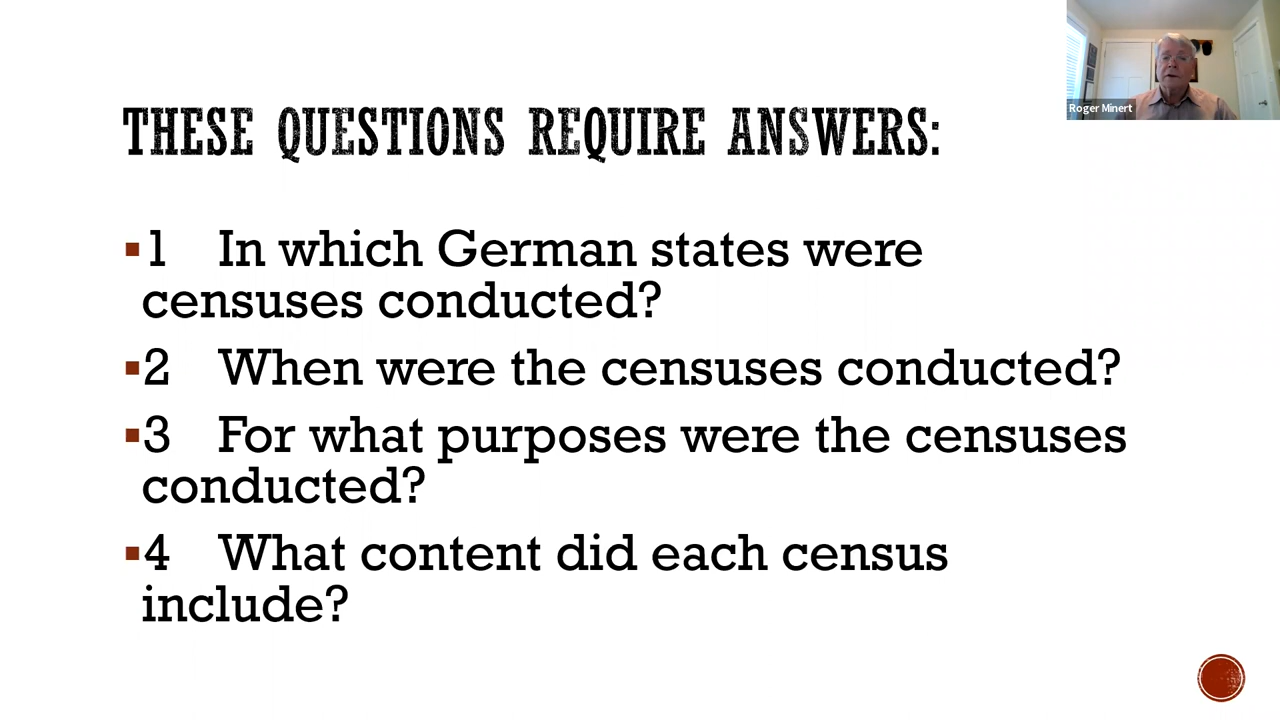 Roger Minert
THESE QUESTIONS REQUIRE ANSWERS:
▪1 In which German states were
censuses conducted?
▪2 When were the censuses conducted?
▪3 For what purposes were the censuses
conducted?
▪4 What content did each census
include?